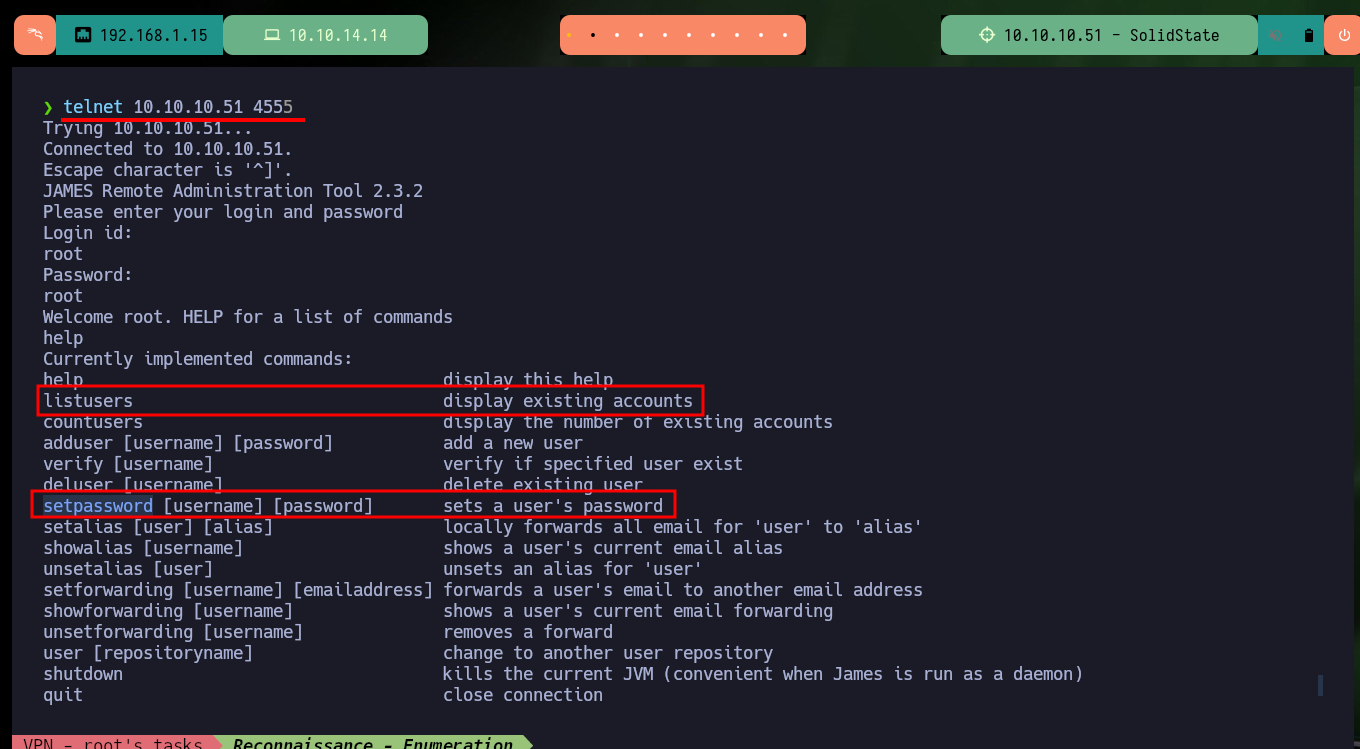 192.168.1.15 10.10.14.14 10.10.10.51 - SolidState
❯ telnet 10.10.10.51 4555
Trying 10.10.10.51...
Connected to 10.10.10.51.
Escape character is '^]'.
JAMES Remote Administration Tool 2.3.2
Please enter your login and password
Login id:
root
Password:
root
Welcome root. HELP for a list of commands
help
Currently implemented commands:
help display this help
listusers display existing accounts
countusers display the number of existing accounts
adduser [username] [password] add a new user
verify [username] verify if specified user exist
deluser [username] delete existing user
setpassword [username] [password] sets a user's password
setalias [user] [alias] locally forwards all email for 'user' to 'alias'
showalias [username] shows a user's current email alias
unsetalias [user] unsets an alias for 'user'
setforwarding [username] [emailaddress] forwards a user's email to another email address
showforwarding [username] shows a user's current email forwarding
unsetforwarding [username] removes a forward
user [repositoryname] change to another user repository
shutdown kills the current JVM (convenient when James is run as a daemon)
quit close connection
VPN - root's tasks Reconnaissance - Enumeration